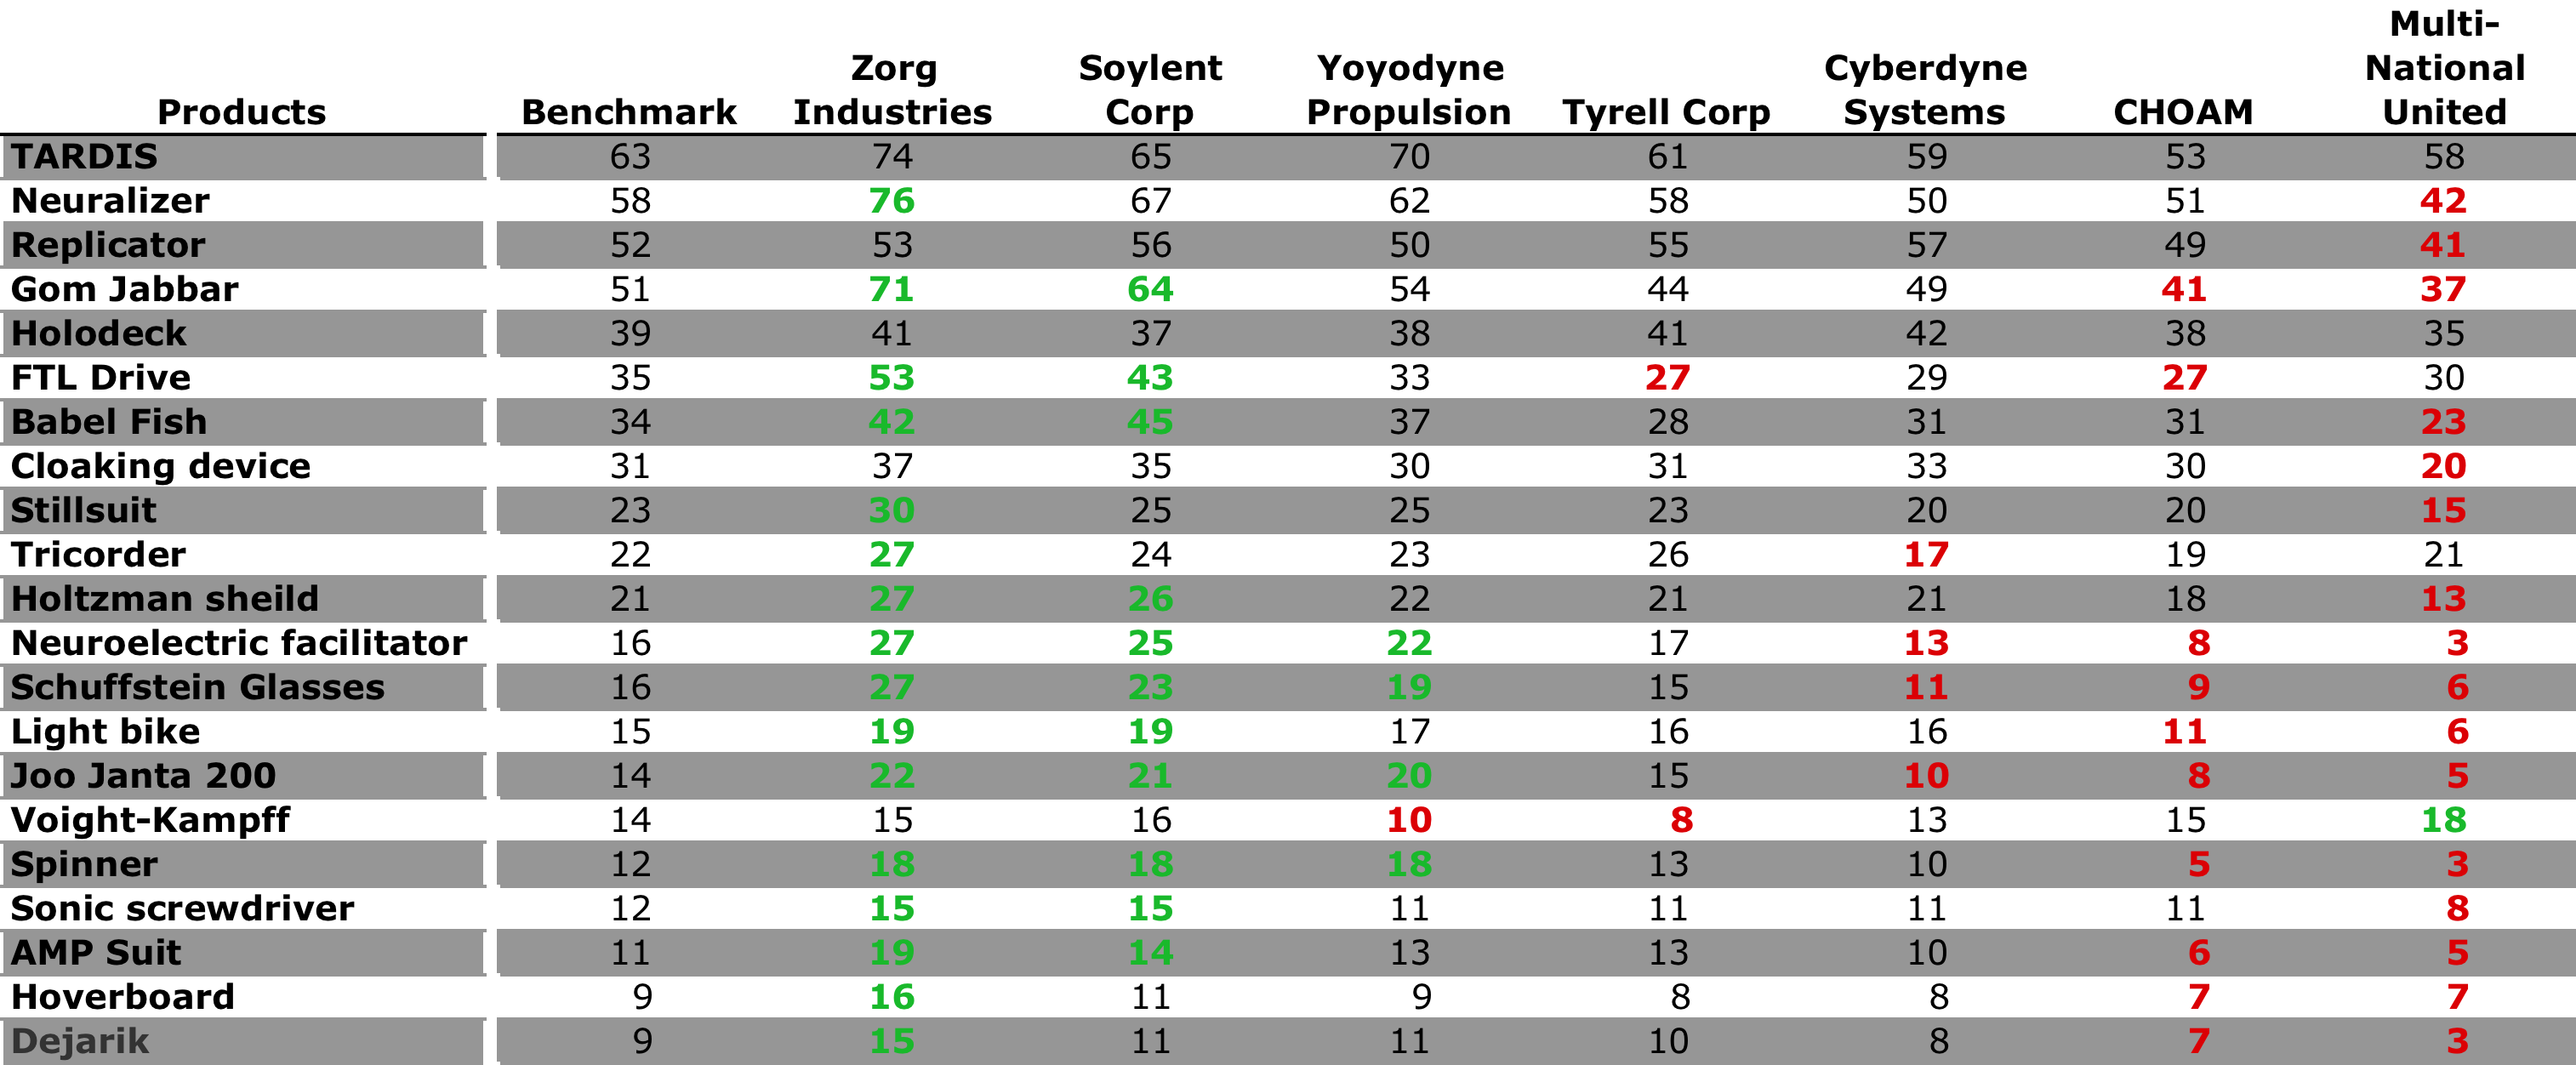 Multi-
Zorg Soylent Yoyodyne Cyberdyne National
Products Benchmark Industries Corp Propulsion Tyrell Corp Systems CHOAM United
TARDIS 63 74 65 70 61 59 53 58
Neuralizer 58 76 67 62 58 50 51 42
Replicator 52 53 56 50 55 57 49 41
Gom Jabbar 51 71 64 54 44 49 41 37
Holodeck 39 41 37 38 41 42 38 35
FTL Drive 35 53 43 33 27 29 27 30
Babel Fish 34 42 45 37 28 31 31 23
Cloaking device 31 37 35 30 31 33 30 20
Stillsuit 23 30 25 25 23 20 20 15
Tricorder 22 27 24 23 26 17 19 21
Holtzman sheild 21 27 26 22 21 21 18 13
Neuroelectric facilitator 16 27 25 22 17 13 8 3
Schuffstein Glasses 16 27 23 19 15 11 9 6
Light bike 15 19 19 17 16 16 11 6
Joo Janta 200 14 22 21 20 15 10 8 5
Voight-Kampff 14 15 16 10 8 13 15 18
Spinner 12 18 18 18 13 10 5 3
Sonic screwdriver 12 15 15 11 11 11 11 8
AMP Suit 11 19 14 13 13 10 6 5
Hoverboard 9 16 11 9 8 8 7 7
Dejarik 9 15 11 11 10 8 7 3